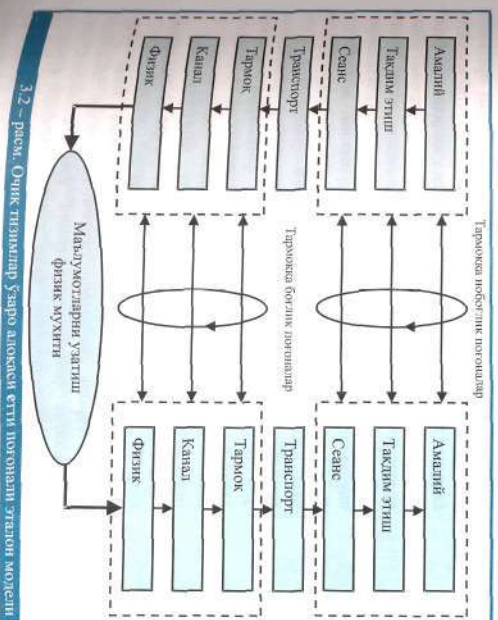 Тармоққа нобоғлиқ поғоналар
Амалий
Тақдим этиш
Сеанс
Транспорт
Тармоқ
Канал
Физик
Амалий
Тақдим этиш
Сеанс
Транспорт
Тармоқ
Канал
Физик
Тармоққа боғлиқ поғоналар
Маълумотларни узатиш
физик муҳити
3.2 – расм. Очиқ тизимлар ўзаро алоқаси етти поғонали эталон модели